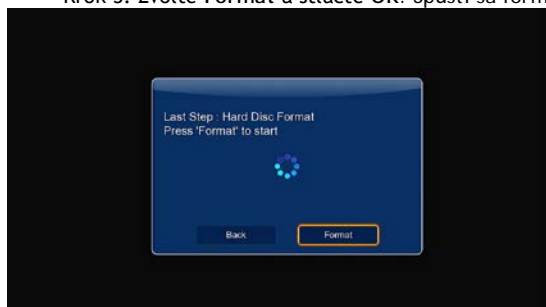 Krok 5. Zvoľte Format a stlačte OK. Spustí sa form
Last Step : Hard Disc Format
Press 'Format' to start
Back
Format